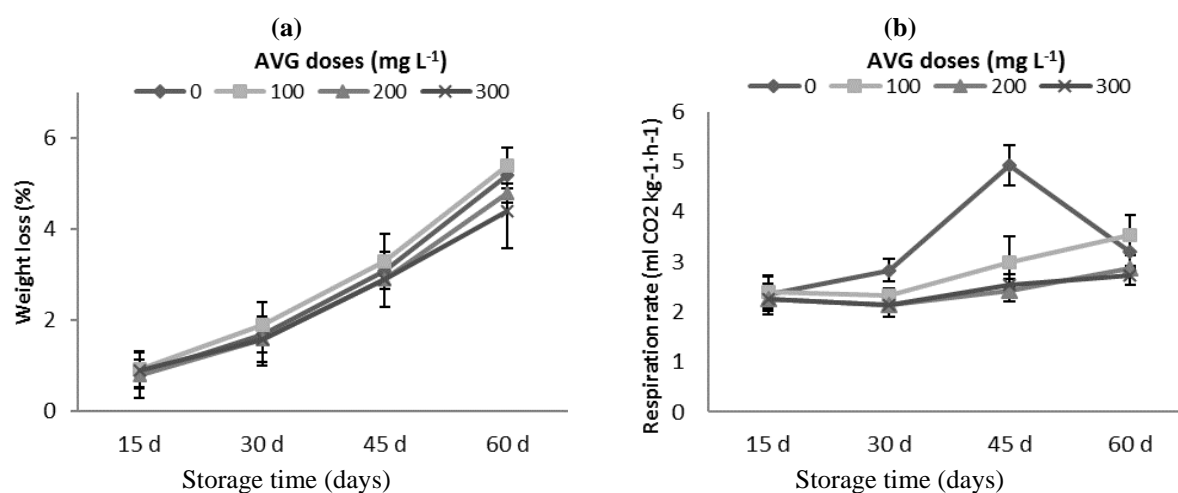 (a)
AVG doses (mg L-1)
0 100 200 300
Weight loss (%)
6
4
2
0
15 d 30 d 45 d 60 d
Storage time (days)
(b)
AVG doses (mg L-1)
0 100 200 300
Respiration rate (ml CO2 kg-1·h-1)
6
5
4
3
2
1
0
15 d 30 d 45 d 60 d
Storage time (days)